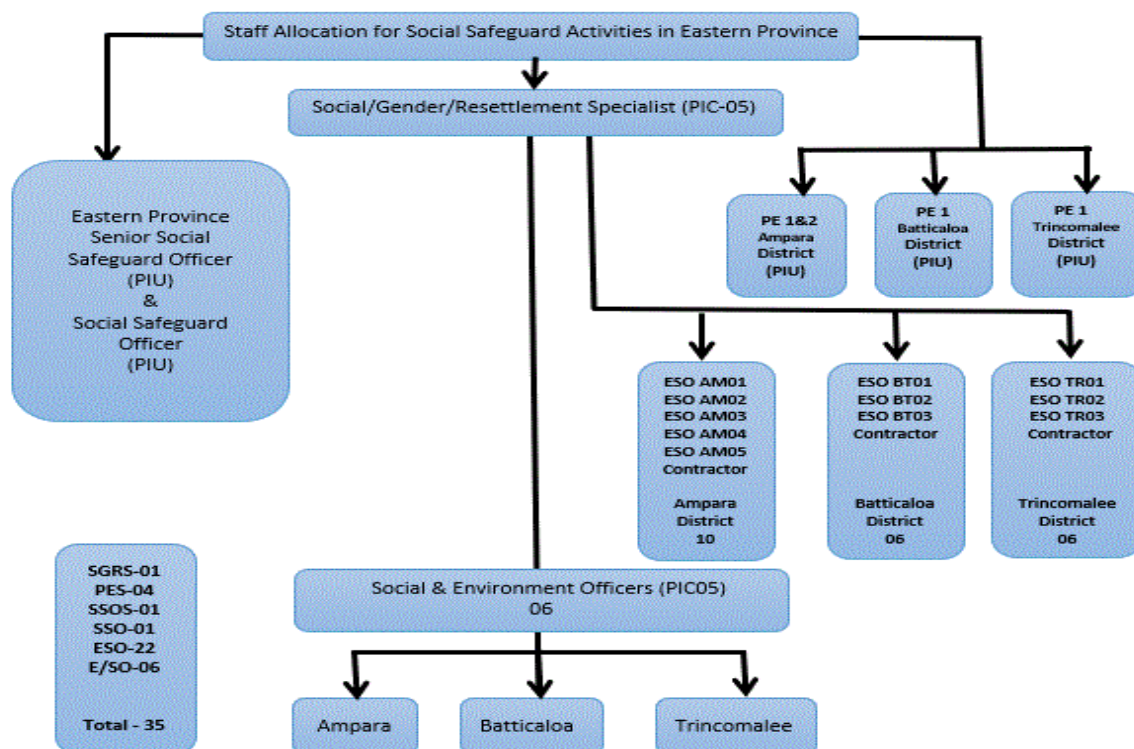 Staff Allocation for Social Safeguard Activities in Eastern Province
Social/Gender/Resettlement Specialist (PIC-05)
Eastern Province
Senior Social
Safeguard Officer
(PIU)
&
Social Safeguard
Officer
(PIU)
PE 1&2
Ampara
District
(PIU)
PE 1
Batticaloa
District
(PIU)
PE 1
Trincomalee
District
(PIU)
ESO AM01
ESO AM02
ESO AM03
ESO AM04
ESO AM05
Contractor
Ampara
District
10
ESO BT01
ESO BT02
ESO BT03
Contractor
Batticaloa
District
06
ESO TR01
ESO TR02
ESO TR03
Contractor
Trincomalee
District
06
SGRS-01
PES-04
SSOS-01
SSO-01
ESO-22
E/SO-06
Total - 35
Social & Environment Officers (PIC05)
06
Ampara
Batticaloa
Trincomalee